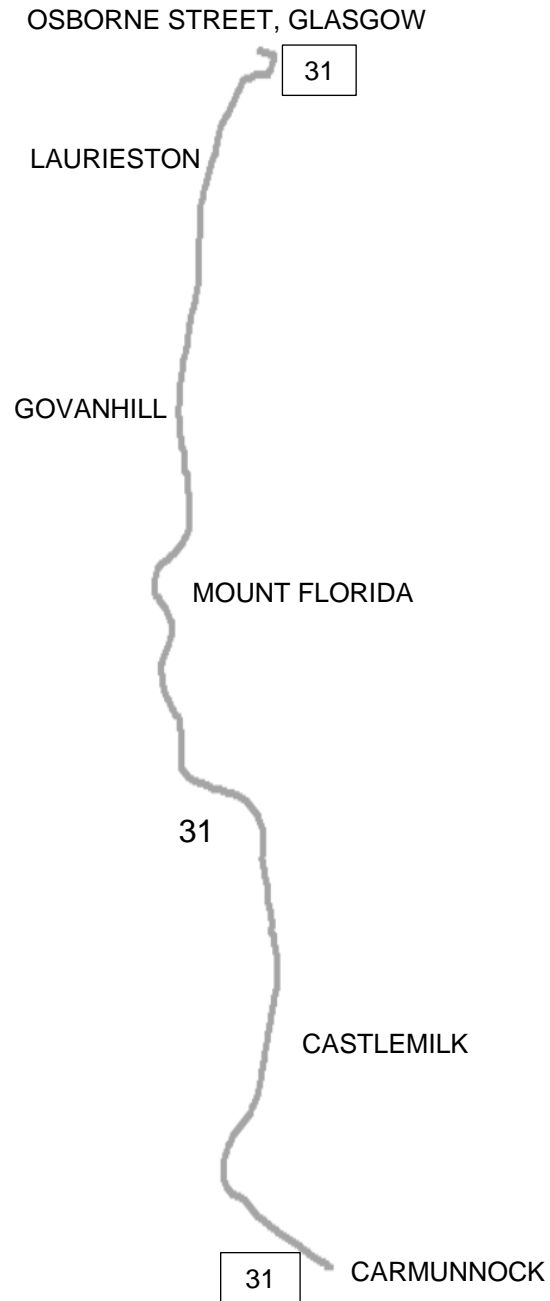 OSBORNE STREET, GLASGOW
31
LAURIESTON
GOVANHILL
MOUNT FLORIDA
31
CASTLEMILK
31
CARMUNNOCK